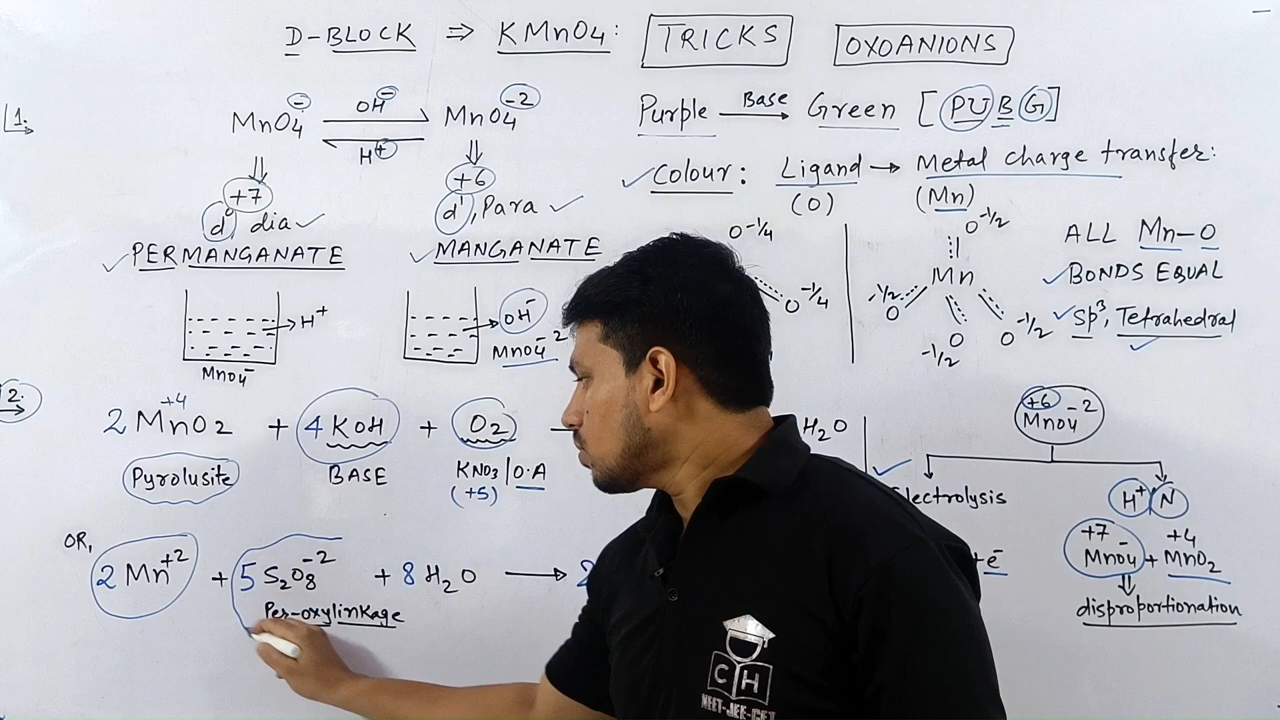 D-BLOCK ⇒ KMnO4: TRICKS OXOANIONS
1.
MnO4⁻ OH⁻ H⁺ MnO4⁻²
+7 +6
d⁰, dia ✓ d¹, Para ✓
✓ PERMANGANATE ✓ MANGANATE
H⁺ OH⁻
MnO4⁻ MnO4⁻²
Purple Base → Green [PUBG]
✓ Colour: Ligand → Metal charge transfer:
(O) (Mn)
O⁻¹/⁴
O⁻¹/⁴
O⁻¹/²
Mn
-1/2 O
O -1/2
O⁻¹/²
ALL Mn-O
✓ BONDS EQUAL
✓ Sp³, Tetrahedral ✓
2.
+4
2 MnO2 + 4 KOH + O2 H2O
Pyrolusite BASE KNO3/O.A
(+5)
OR,
2 Mn⁺² + 5 S2O8⁻² + 8 H2O → 2
Per-oxylinkage
+6
MnO4⁻²
✓ Electrolysis H⁺/N
+e⁻
+7 +4
MnO4⁻ + MnO2
disproportionation
CH
NEET-JEE-CET